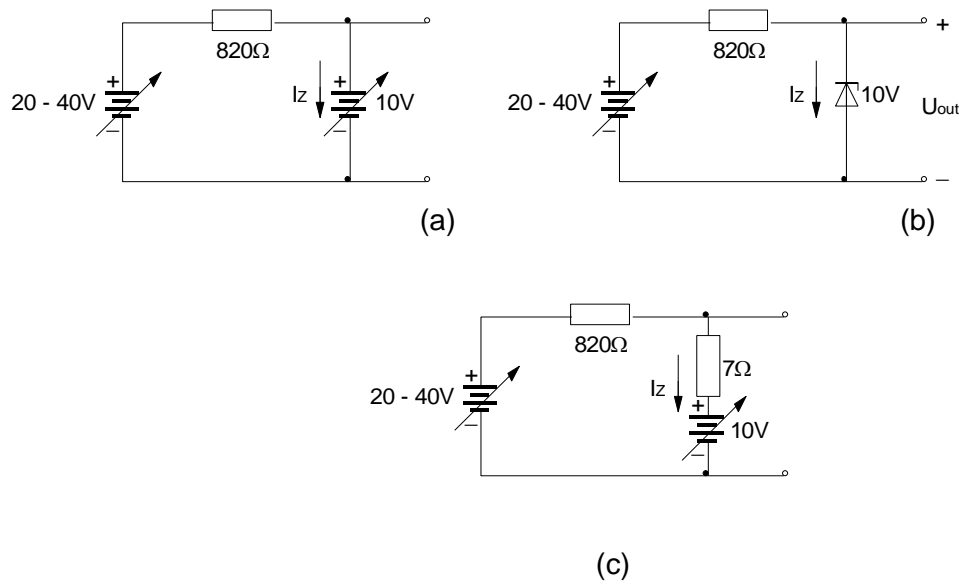 820Ω
+
20 - 40V
–
IZ
+
10V
–
(a)
820Ω
+
20 - 40V
–
IZ
10V
+
Uout
–
(b)
820Ω
+
20 - 40V
–
7Ω
IZ
+
10V
–
(c)